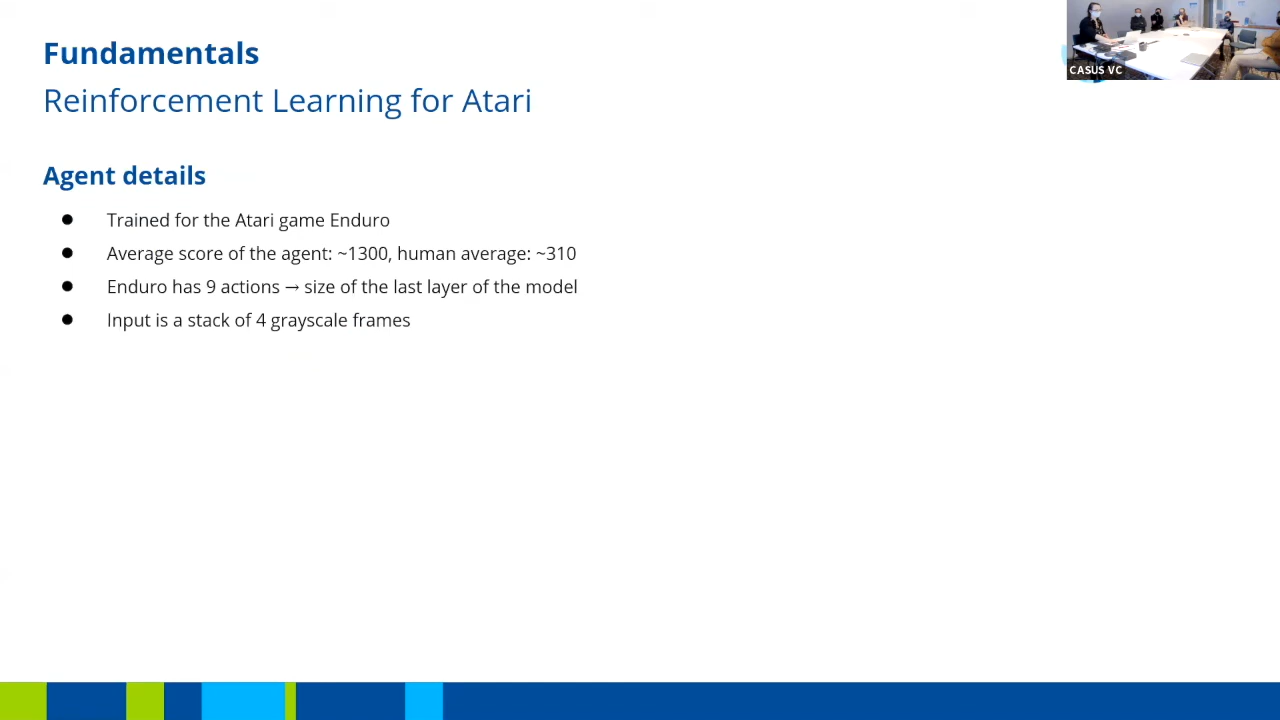 Fundamentals
Reinforcement Learning for Atari
CASUS VC
Agent details
● Trained for the Atari game Enduro
● Average score of the agent: ~1300, human average: ~310
● Enduro has 9 actions → size of the last layer of the model
● Input is a stack of 4 grayscale frames